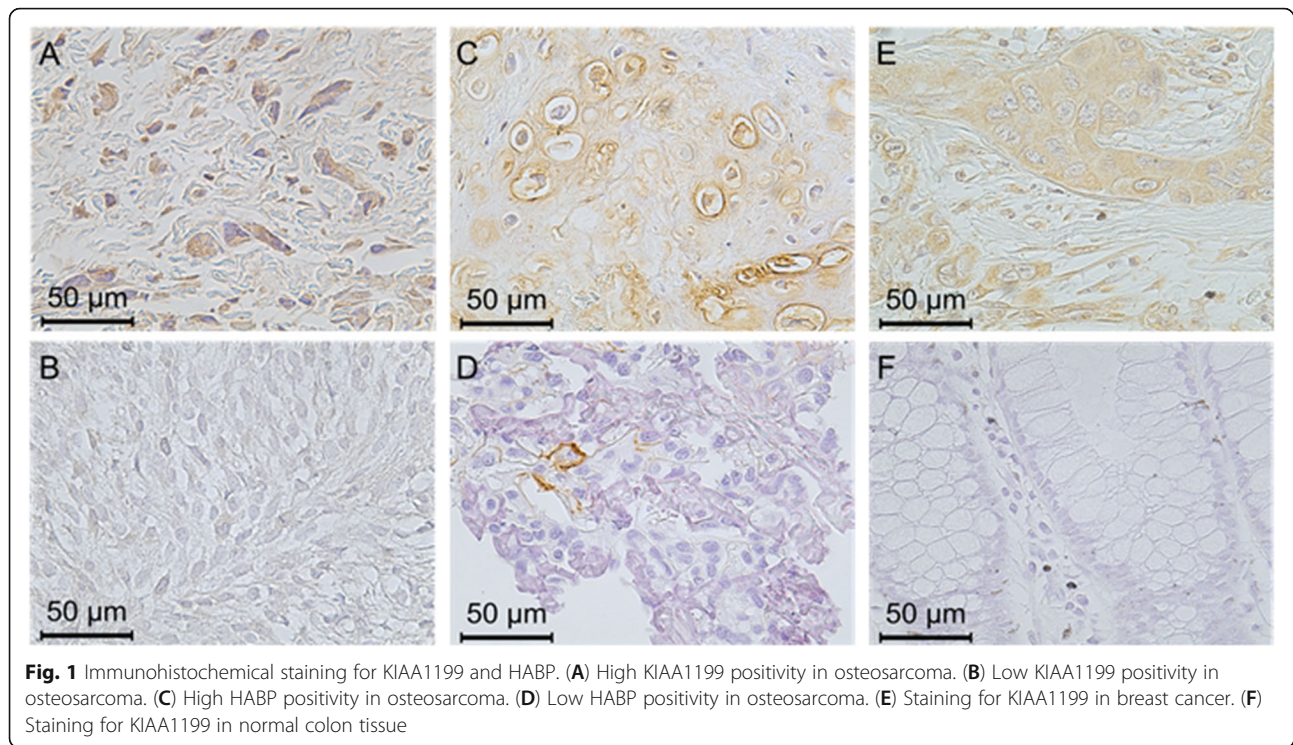 A
C
E
50 µm
50 µm
50 µm
B
D
F
50 µm
50 µm
50 µm
Fig. 1 Immunohistochemical staining for KIAA1199 and HABP. (A) High KIAA1199 positivity in osteosarcoma. (B) Low KIAA1199 positivity in
osteosarcoma. (C) High HABP positivity in osteosarcoma. (D) Low HABP positivity in osteosarcoma. (E) Staining for KIAA1199 in breast cancer. (F)
Staining for KIAA1199 in normal colon tissue